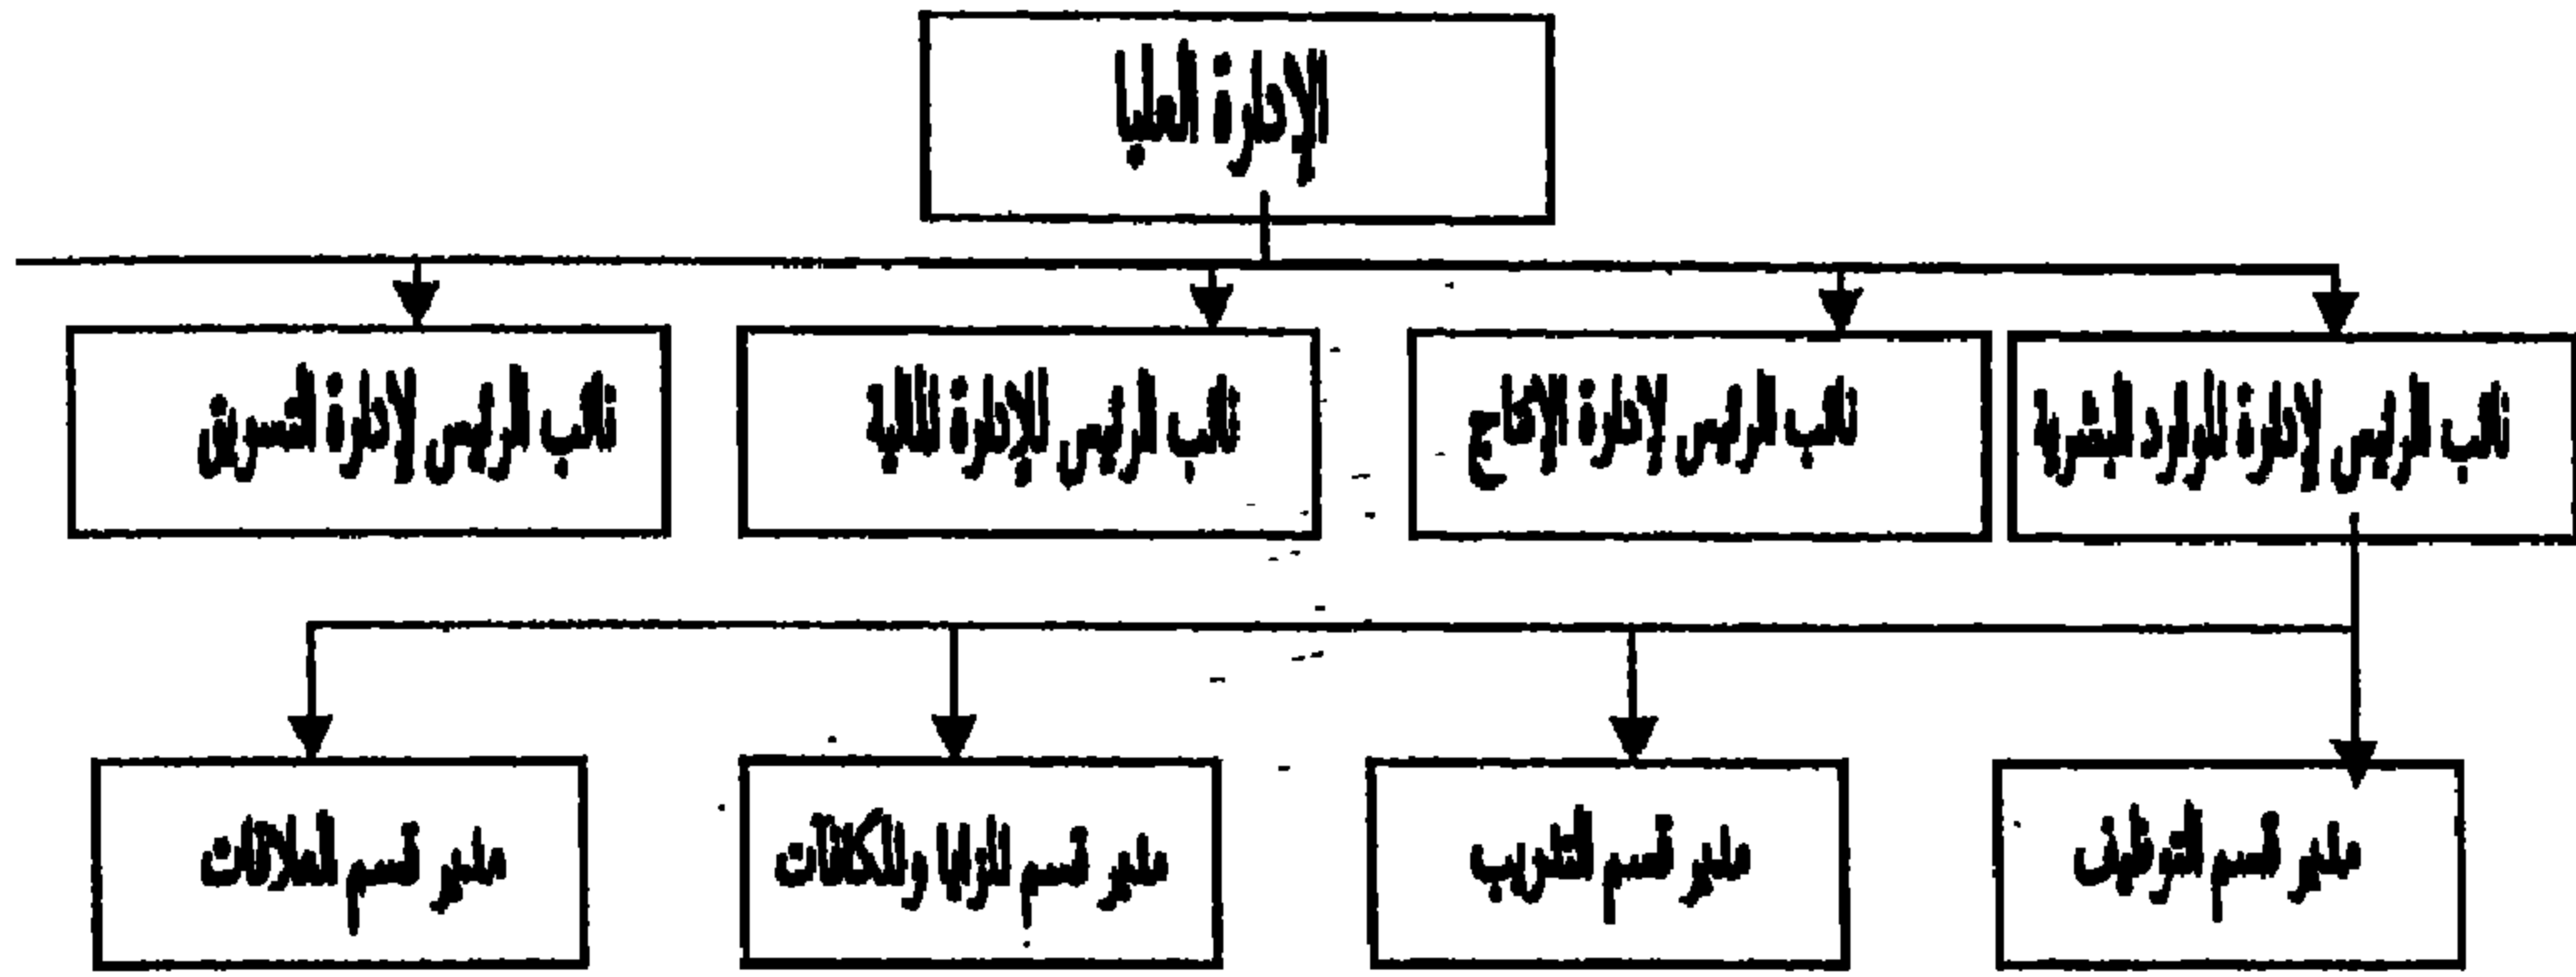 الإدارة العليا
نائب الرئيس لإدارة الموارد البشرية
نائب الرئيس لإدارة الإنتاج
نائب الرئيس للإدارة المالية
نائب الرئيس لإدارة التسويق
مدير قسم التوظيف
مدير قسم التدريب
مدير قسم المزايا والمكافآت
مدير قسم العلاقات